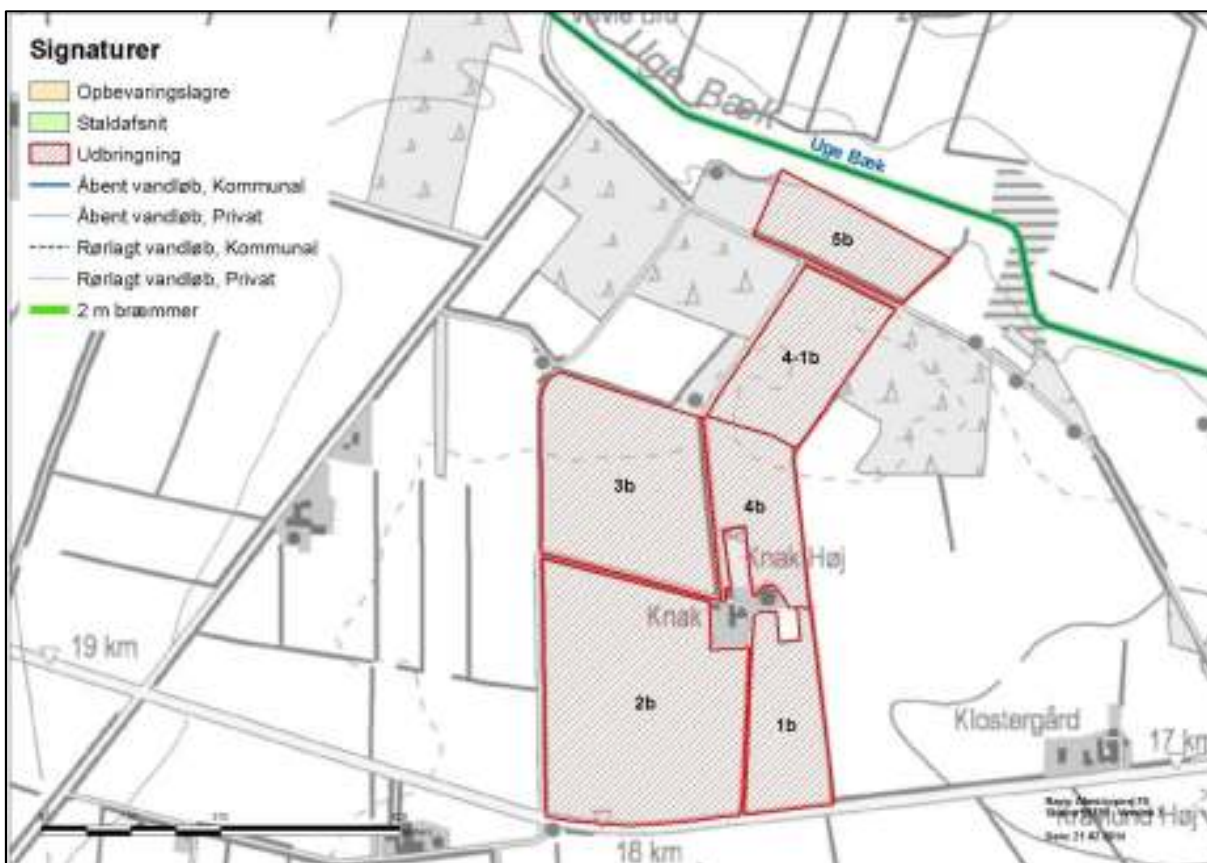 Signaturer
Opbevaringslagre
Staldafsnit
Udbringning
Åbent vandløb, Kommunal
Åbent vandløb, Privat
Rørlagt vandløb, Kommunal
Rørlagt vandløb, Privat
2 m bræmmer
Uge Bæk
Uge Bæk
5b
4-1b
3b
4b
Knak Høj
Knak
19 km
2b
1b
Klostergård
17 km
18 km
Høj